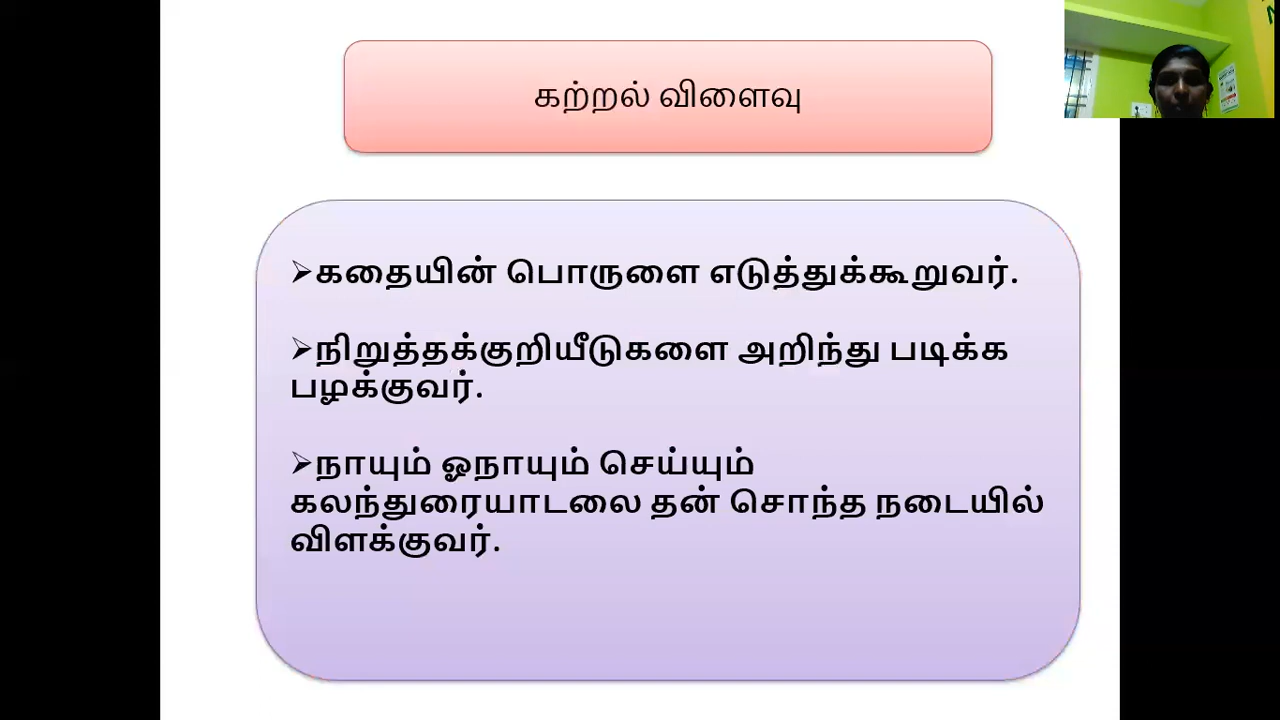 கற்றல் விளைவு
➢கதையின் பொருளை எடுத்துக்கூறுவர்.
➢நிறுத்தக்குறியீடுகளை அறிந்து படிக்க
பழக்குவர்.
➢நாயும் ஓநாயும் செய்யும்
கலந்துரையாடலை தன் சொந்த நடையில்
விளக்குவர்.